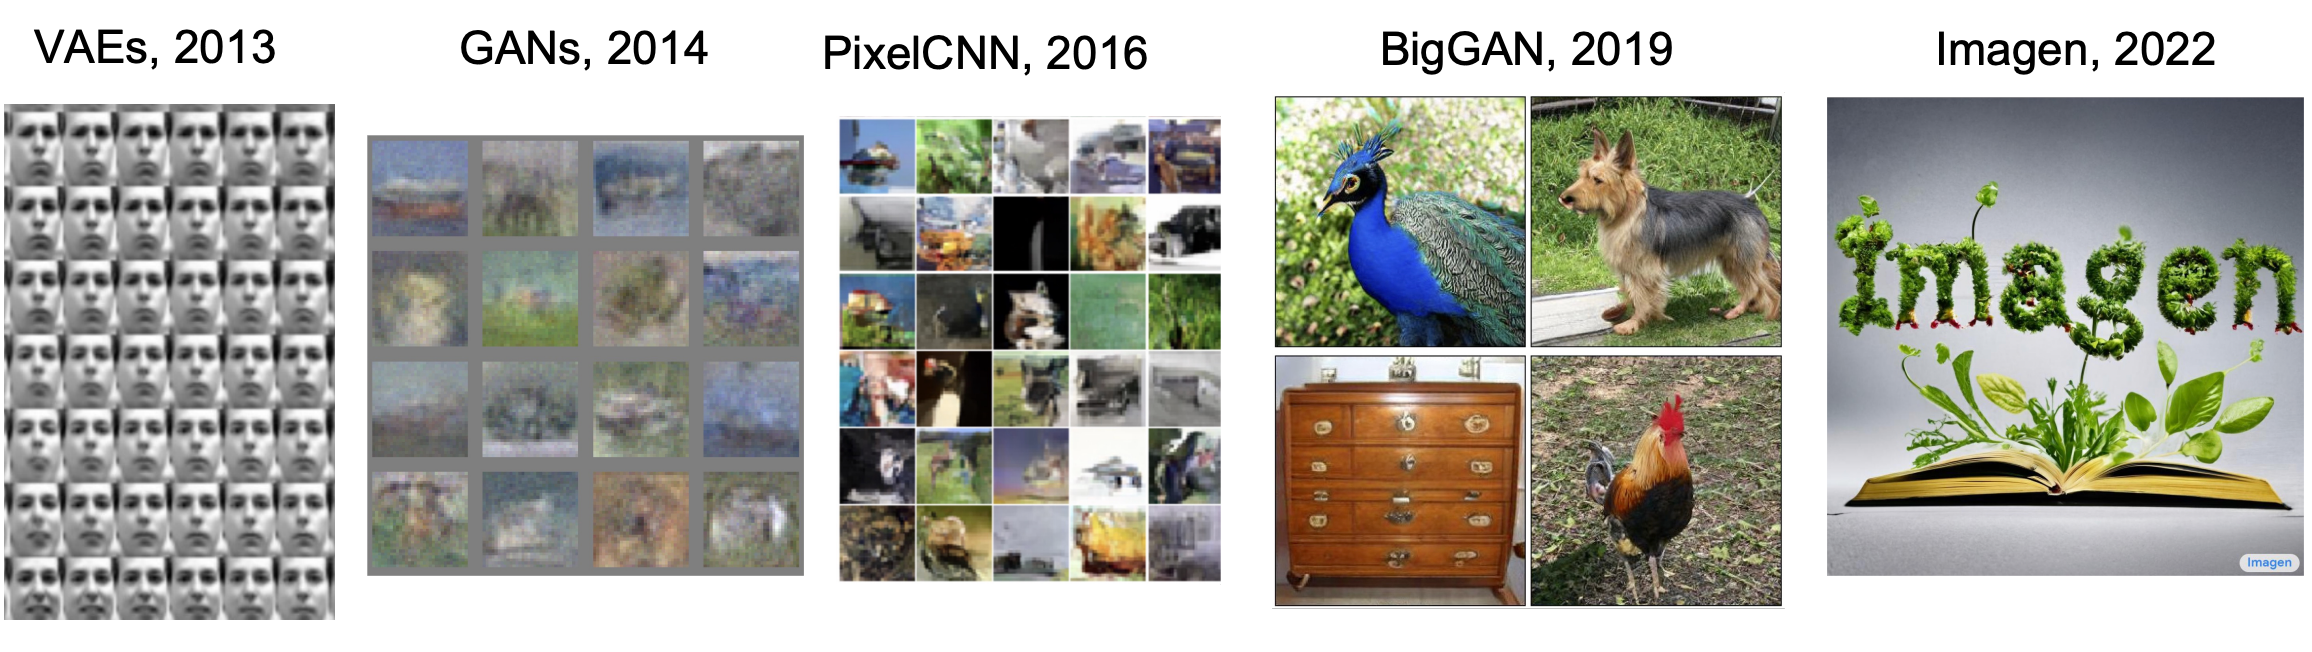 VAEs, 2013
GANs, 2014
PixelCNN, 2016
BigGAN, 2019
Imagen, 2022
Imagen
Imagen